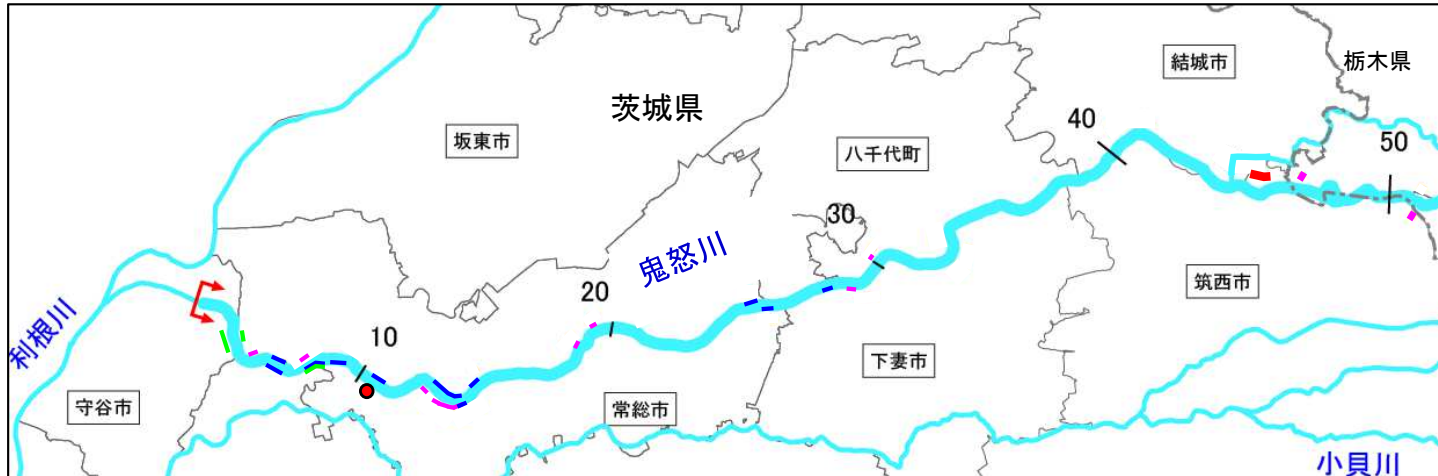 栃木県
結城市
茨城県
40
坂東市
50
八千代町
30
鬼怒川
筑西市
20
10
利根川
下妻市
守谷市
常総市
小貝川